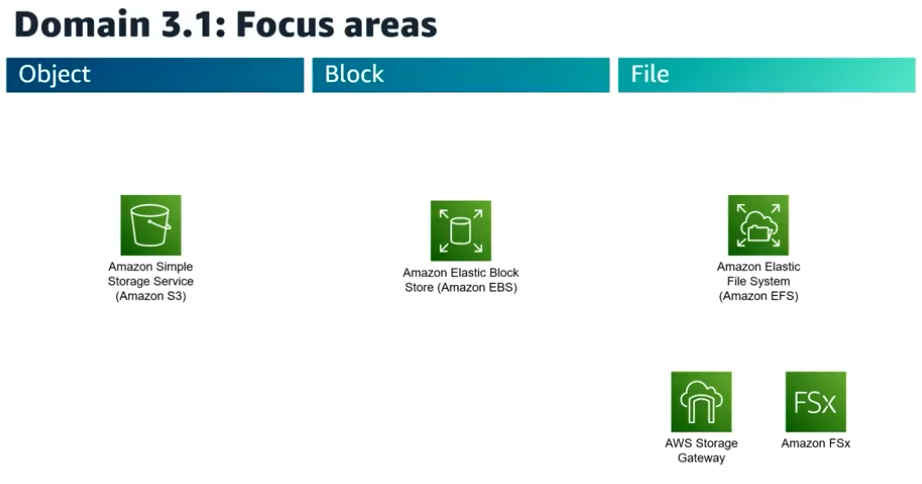 Domain 3.1: Focus areas
Object
Block
File
Amazon Simple
Storage Service
(Amazon S3)
Amazon Elastic Block
Store (Amazon EBS)
Amazon Elastic
File System
(Amazon EFS)
AWS Storage
Gateway
FSx
Amazon FSx